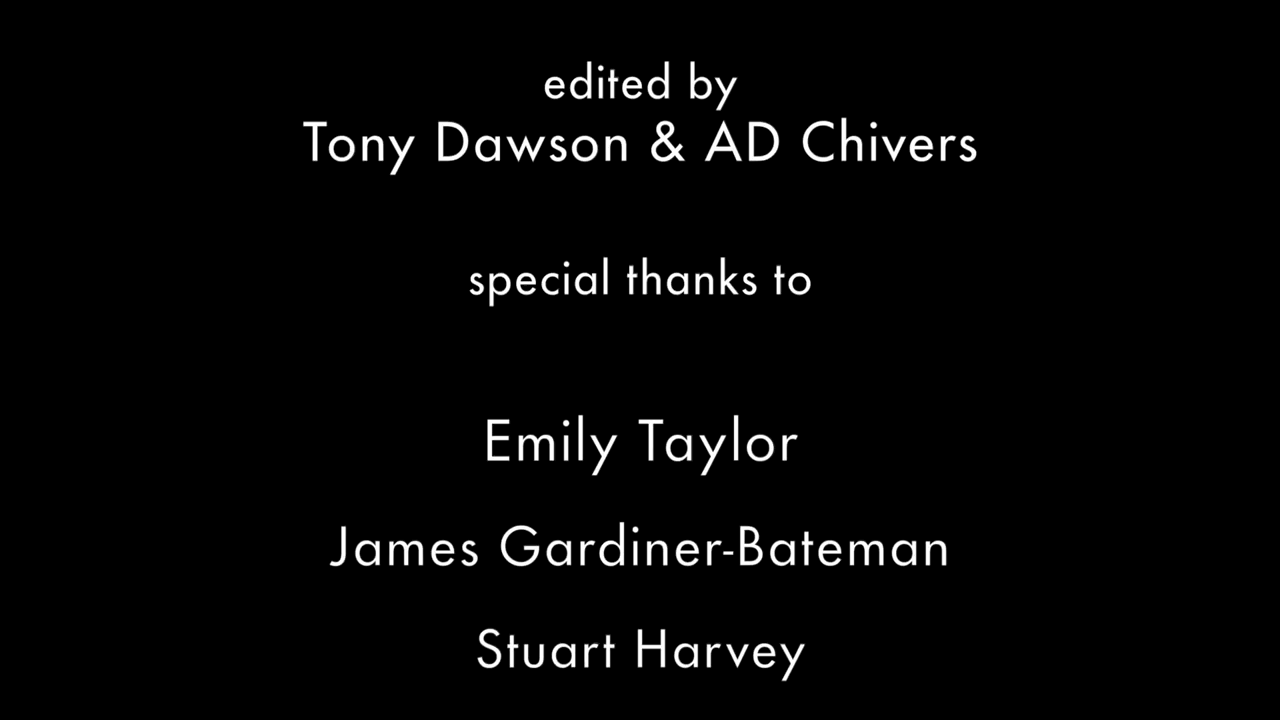 edited by
Tony Dawson & AD Chivers
special thanks to
Emily Taylor
James Gardiner-Bateman
Stuart Harvey